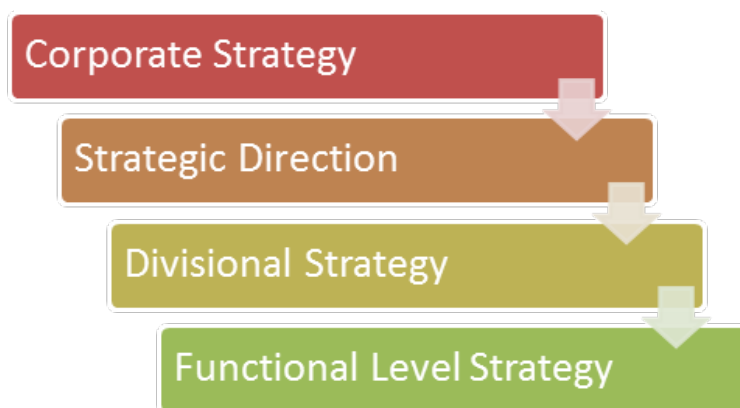 Corporate Strategy
Strategic Direction
Divisional Strategy
Functional Level Strategy